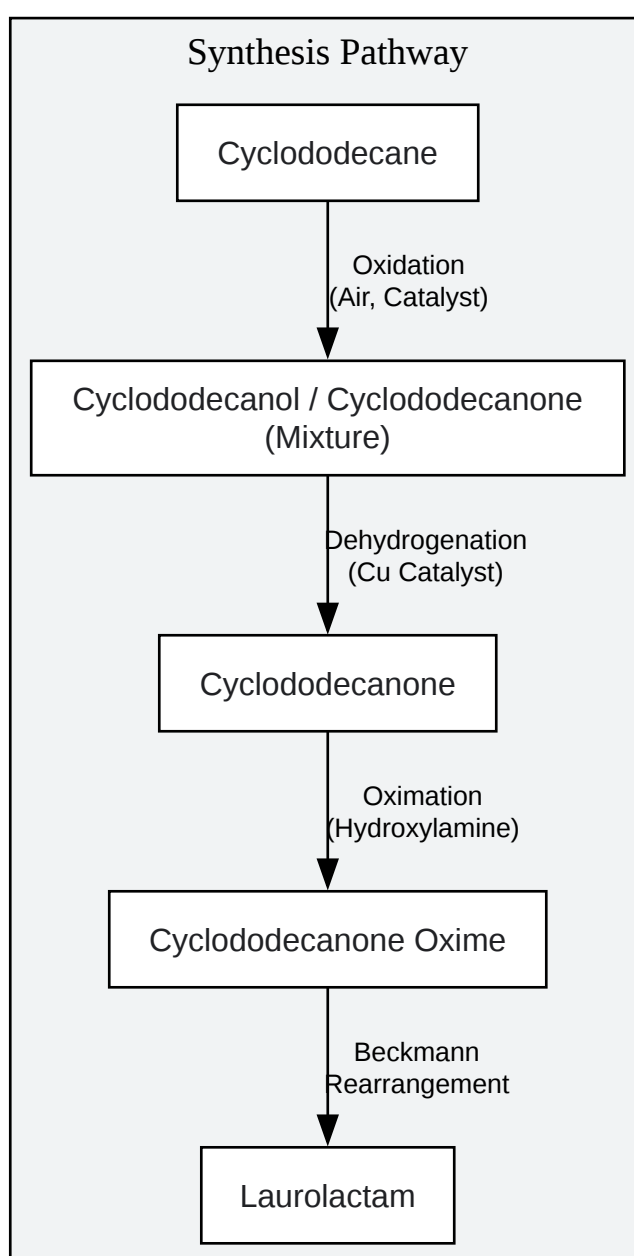 Synthesis Pathway
Cyclododecane
Oxidation
(Air, Catalyst)
Cyclododecanol / Cyclododecanone
(Mixture)
Dehydrogenation
(Cu Catalyst)
Cyclododecanone
Oximation
(Hydroxylamine)
Cyclododecanone Oxime
Beckmann
Rearrangement
Laurolactam